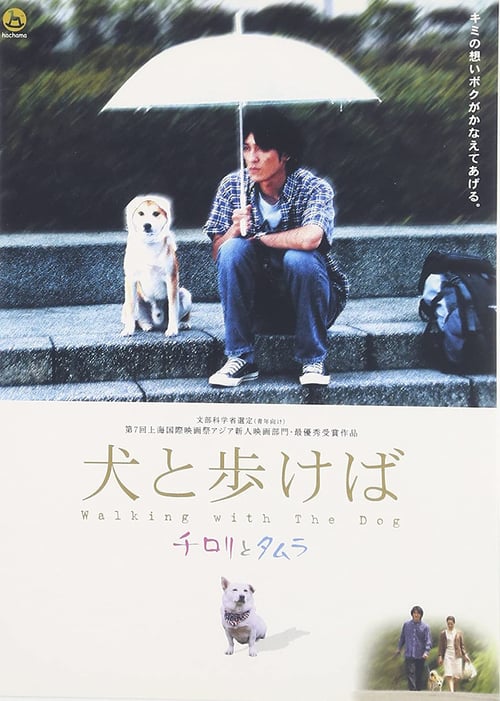 hachama
キミの想いボクがかなえてあげる。
文部科学省選定（青年向け）
第7回上海国際映画祭アジア新人映画部門・最優秀受賞作品
犬と歩けば
Walking with The Dog
チロリとタムラ